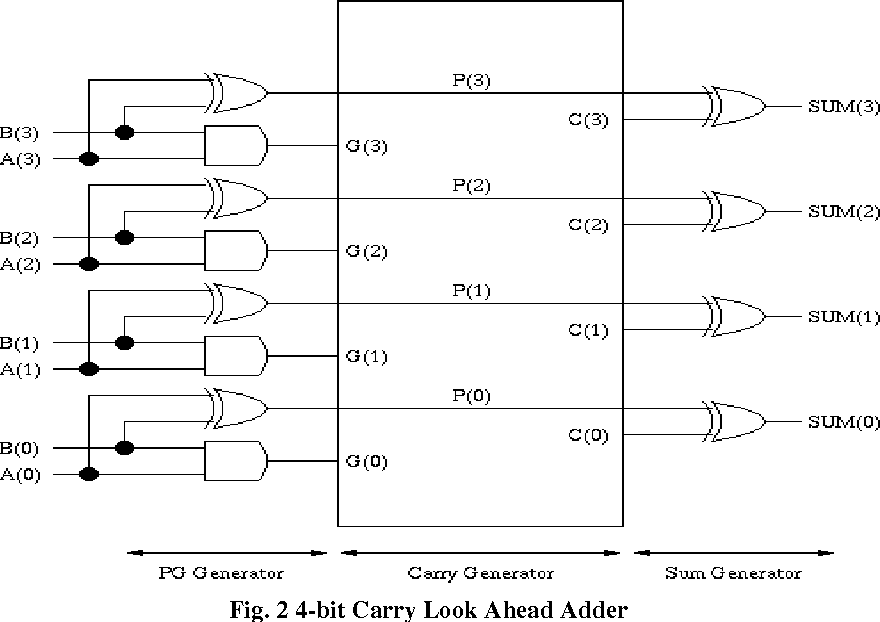 P(3)
SUM(3)
C(3)
B(3)
G(3)
A(3)
P(2)
SUM(2)
C(2)
B(2)
G(2)
A(2)
P(1)
SUM(1)
C(1)
B(1)
G(1)
A(1)
P(0)
SUM(0)
C(0)
B(0)
G(0)
A(0)
PG Generator
Carry Generator
Sum Generator
Fig. 2 4-bit Carry Look Ahead Adder